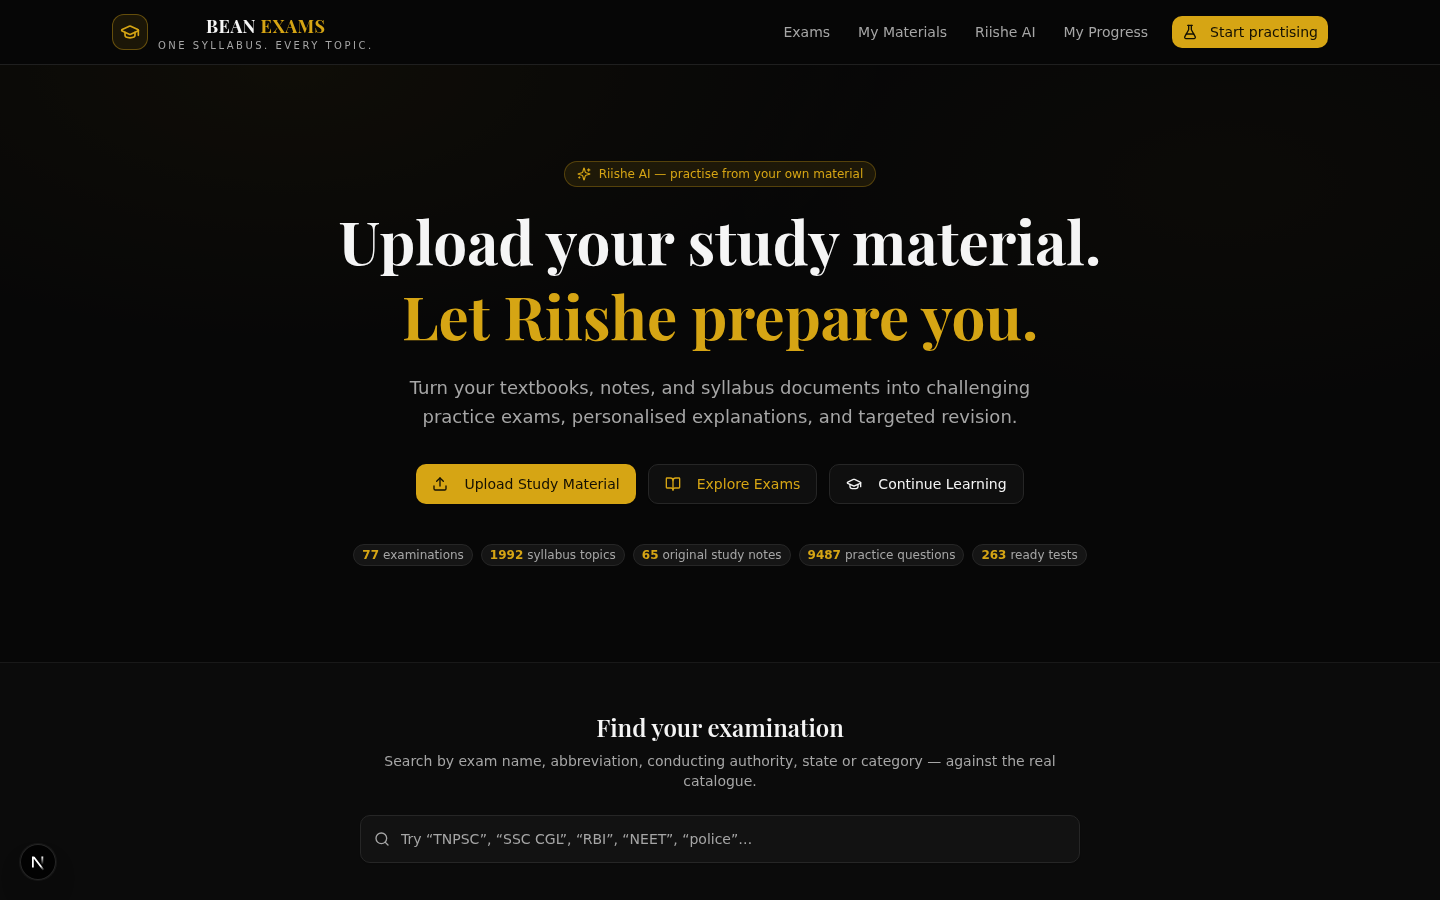 BEAN EXAMS
ONE SYLLABUS. EVERY TOPIC.
Exams
My Materials
Riishe AI
My Progress
Start practising
Riishe AI — practise from your own material
Upload your study material.
Let Riishe prepare you.
Turn your textbooks, notes, and syllabus documents into challenging
practice exams, personalised explanations, and targeted revision.
Upload Study Material
Explore Exams
Continue Learning
77 examinations
1992 syllabus topics
65 original study notes
9487 practice questions
263 ready tests
Find your examination
Search by exam name, abbreviation, conducting authority, state or category — against the real
catalogue.
Try “TNPSC”, “SSC CGL”, “RBI”, “NEET”, “police”…
N